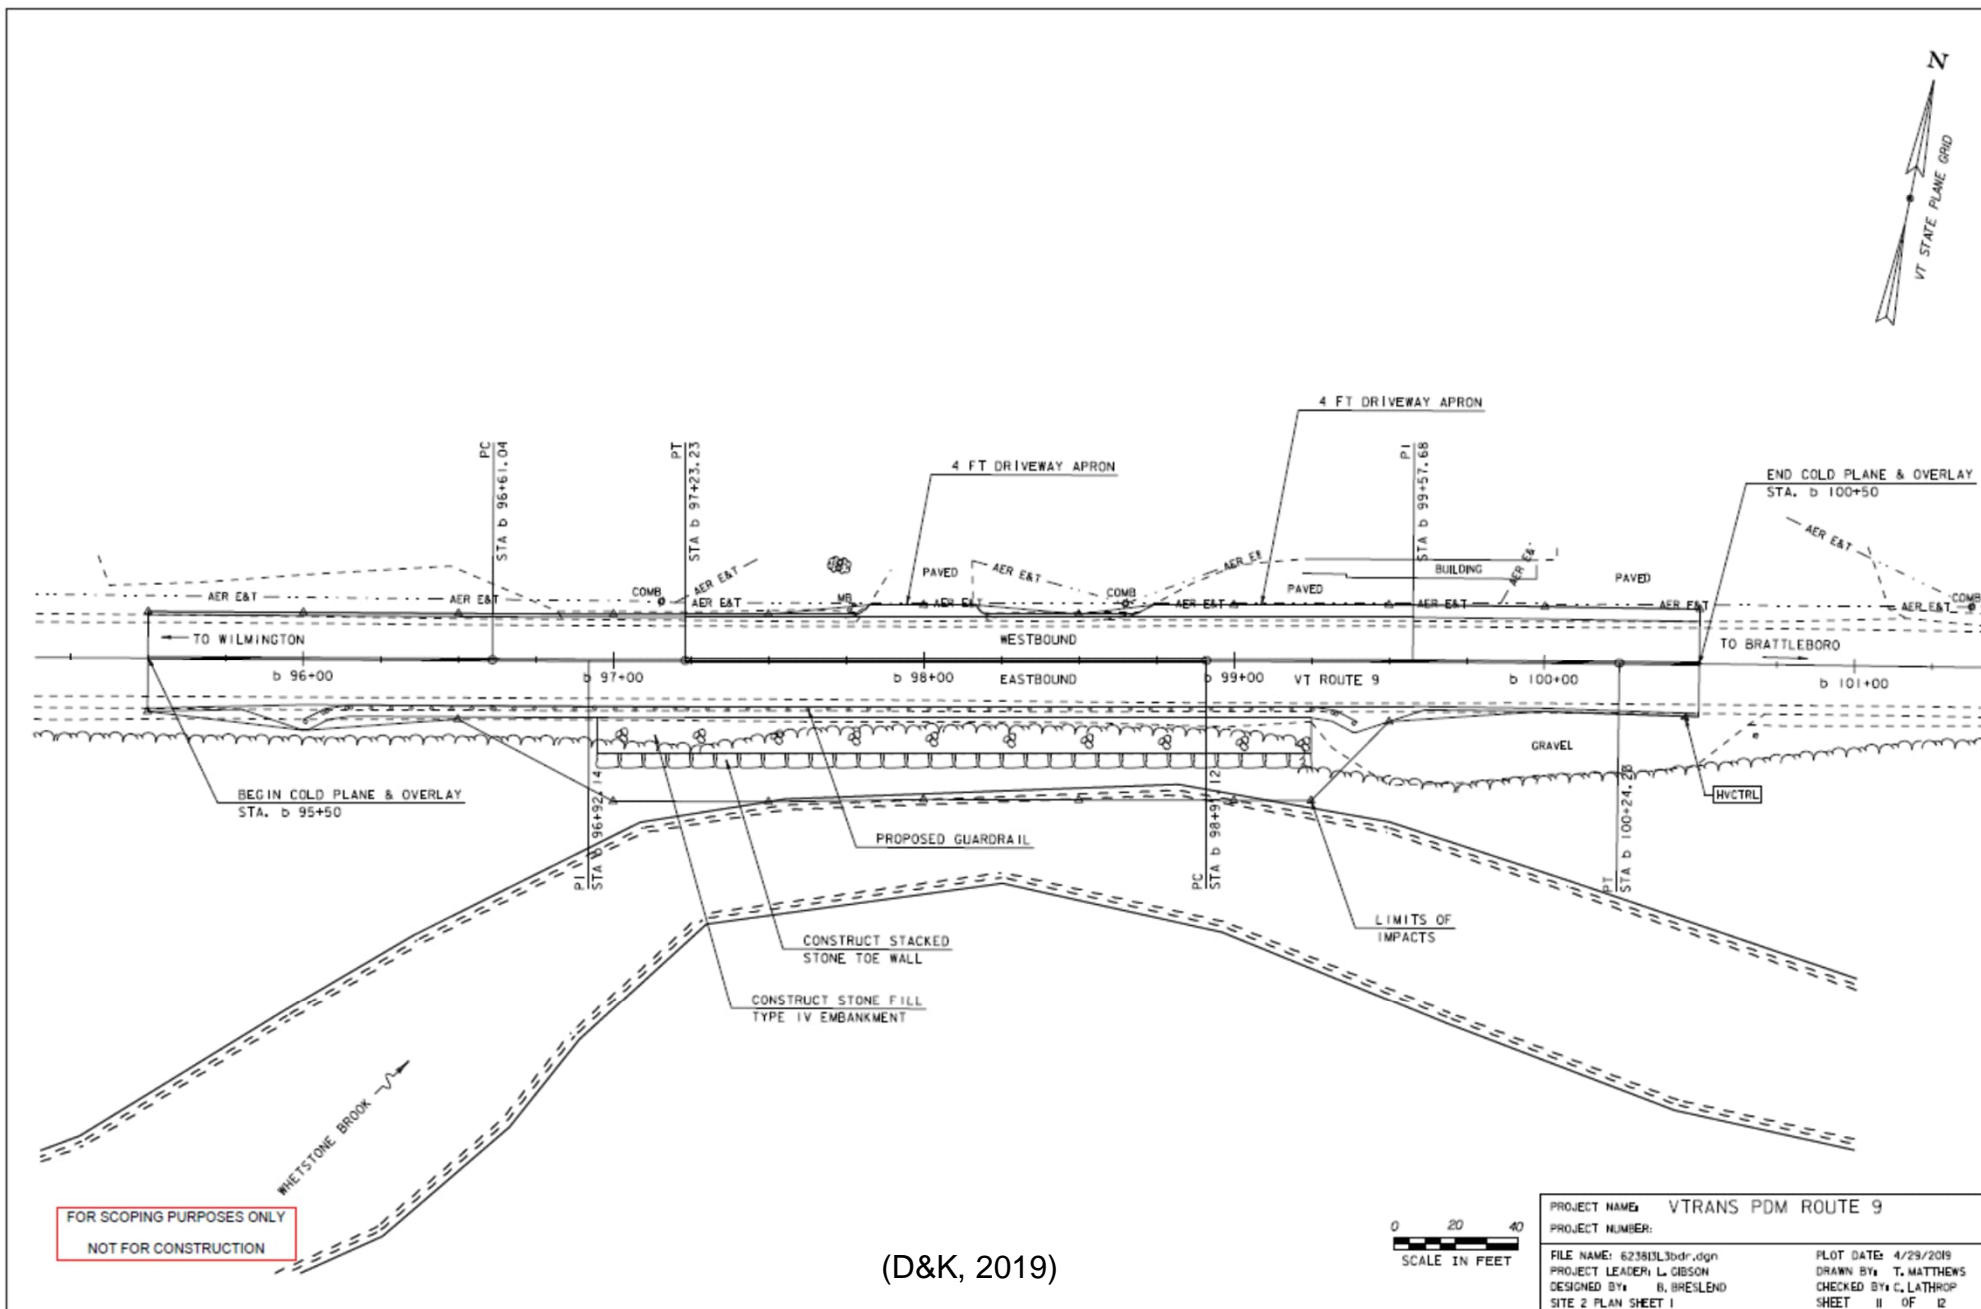 N
VT STATE PLANE GRID
4 FT DRIVEWAY APRON
4 FT DRIVEWAY APRON
END COLD PLANE & OVERLAY
STA. b 100+50
PC
STA b 96+61.04
PT
STA b 97+23.23
PI
STA b 99+57.68
AER E&T
AER E&T
COMB
AER E&T
AER E&T
MB
PAVED
AER E&T
AER E&T
COMB
AER E&T
PAVED
BUILDING
AER E&T
PAVED
AER E&T
AER E&T
AER E&T
COMB
TO WILMINGTON
WESTBOUND
TO BRATTLEBORO
b 96+00
b 97+00
b 98+00
EASTBOUND
b 99+00
VT ROUTE 9
b 100+00
b 101+00
GRAVEL
HVCTRL
BEGIN COLD PLANE & OVERLAY
STA. b 95+50
PI
STA b 96+92.14
PROPOSED GUARDRAIL
PC
PT
STA b 100+24.23
LIMITS OF
IMPACTS
CONSTRUCT STACKED
STONE TOE WALL
CONSTRUCT STONE FILL
TYPE IV EMBANKMENT
WHETSTONE BROOK
FOR SCOPING PURPOSES ONLY
NOT FOR CONSTRUCTION
(D&K, 2019)
0 20 40
SCALE IN FEET
PROJECT NAME: VTRANS PDM ROUTE 9
PROJECT NUMBER:
FILE NAME: 623813L3bdr.dgn PLOT DATE: 4/29/2019
PROJECT LEADER: L. GIBSON DRAWN BY: T. MATTHEWS
DESIGNED BY: B. BRESLEND CHECKED BY: C. LATHROP
SITE 2 PLAN SHEET 1 SHEET 11 OF 12